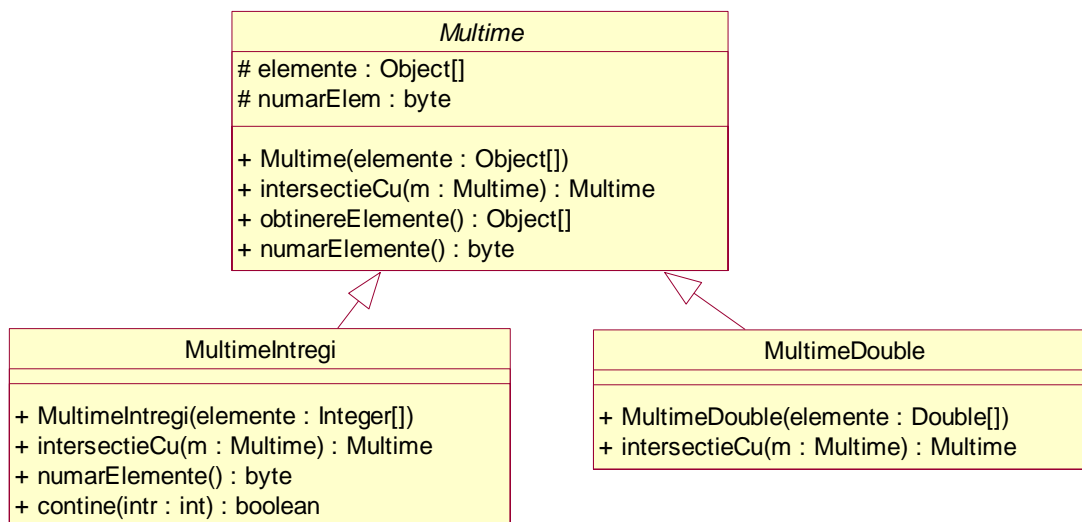 Multime
# elemente : Object[]
# numarElem : byte
+ Multime(elemente : Object[])
+ intersectieCu(m : Multime) : Multime
+ obtinereElemente() : Object[]
+ numarElemente() : byte
MultimeIntregi
+ MultimeIntregi(elemente : Integer[])
+ intersectieCu(m : Multime) : Multime
+ numarElemente() : byte
+ contine(intr : int) : boolean
MultimeDouble
+ MultimeDouble(elemente : Double[])
+ intersectieCu(m : Multime) : Multime